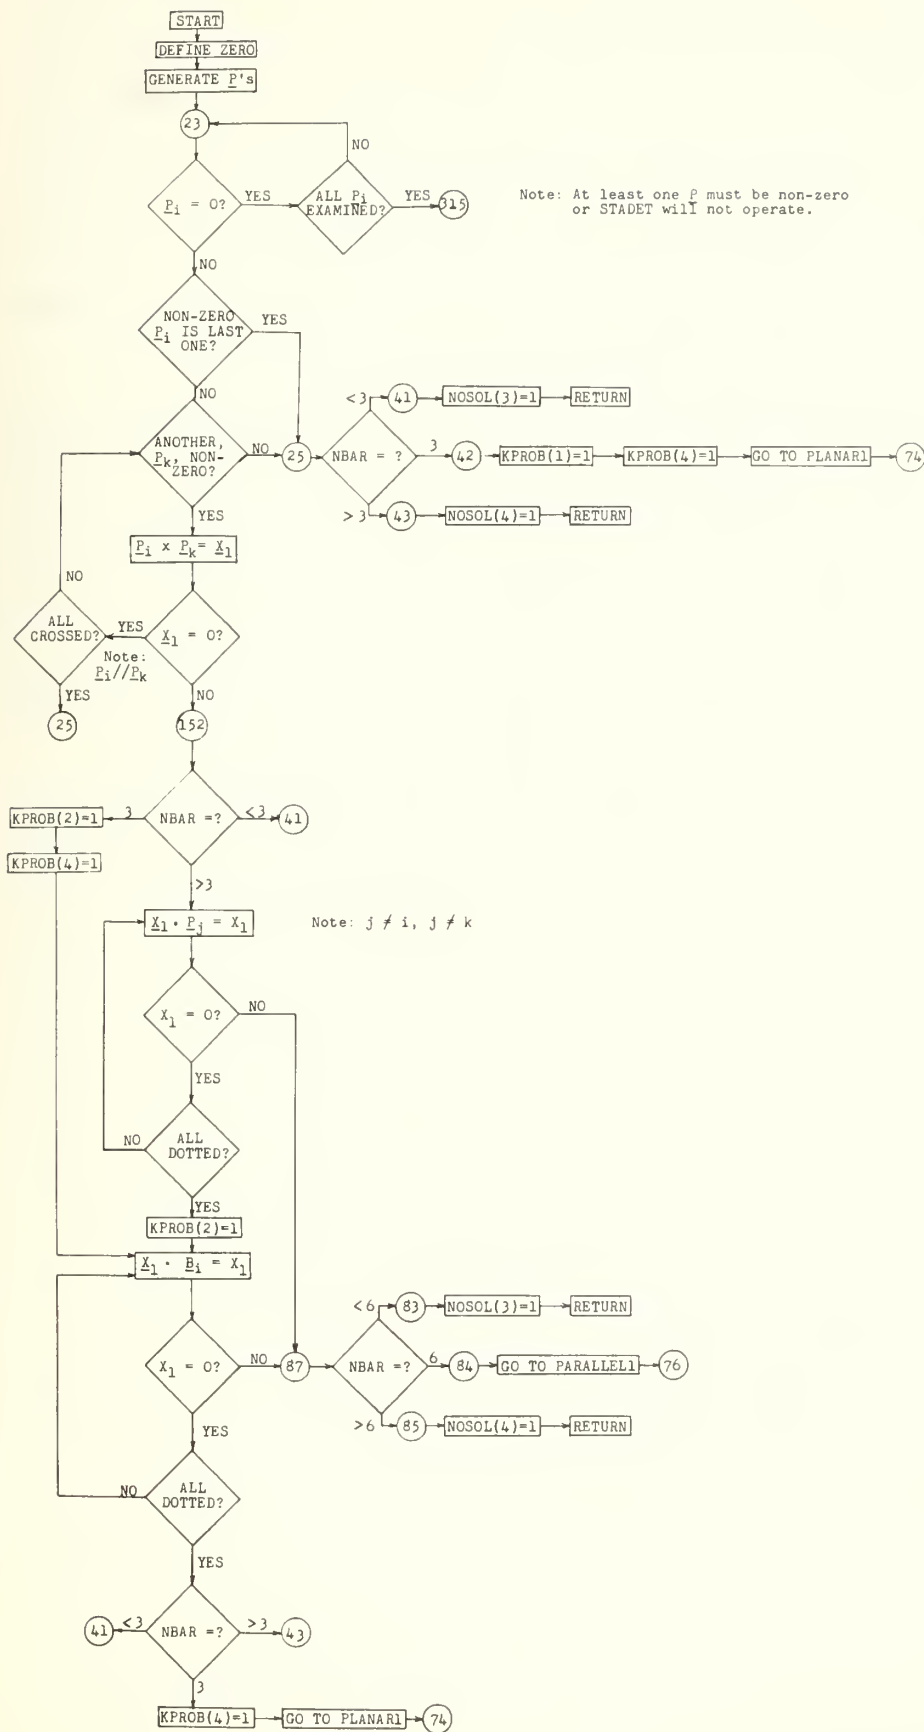 START
DEFINE ZERO
GENERATE P's
23
NO
P_i = 0?
YES
ALL P_i
EXAMINED?
YES
315
Note: At least one P must be non-zero
or STADET will not operate.
NO
NON-ZERO
P_i IS LAST
ONE?
YES
NO
ANOTHER,
P_k, NON-
ZERO?
NO
25
NBAR = ?
<3
41
NOSOL(3)=1
RETURN
3
42
KPROB(1)=1
KPROB(4)=1
GO TO PLANAR1
74
>3
43
NOSOL(4)=1
RETURN
YES
P_i x P_k = X_1
NO
ALL
CROSSED?
YES
X_1 = 0?
Note:
P_i//P_k
YES
NO
25
152
KPROB(2)=1
3
NBAR =?
<3
41
KPROB(4)=1
>3
X_1 · P_j = X_1
Note: j ≠ i, j ≠ k
X_1 = 0?
NO
YES
NO
ALL
DOTTED?
YES
KPROB(2)=1
X_1 · B_i = X_1
X_1 = 0?
NO
87
NBAR =?
<6
83
NOSOL(3)=1
RETURN
6
84
GO TO PARALLEL1
76
>6
85
NOSOL(4)=1
RETURN
YES
NO
ALL
DOTTED?
YES
41
<3
NBAR =?
>3
43
3
KPROB(4)=1
GO TO PLANAR1
74